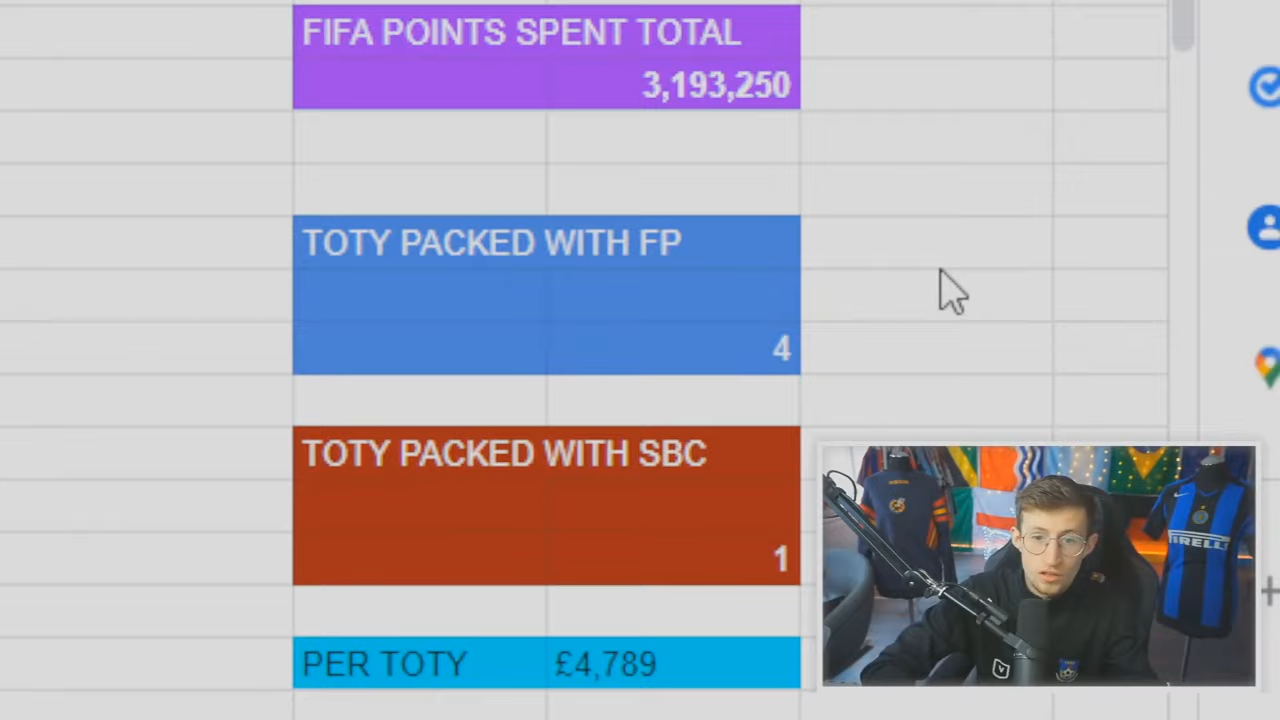 FIFA POINTS SPENT TOTAL
3,193,250
TOTY PACKED WITH FP
4
TOTY PACKED WITH SBC
1
PER TOTY £4,789
PIRELLI